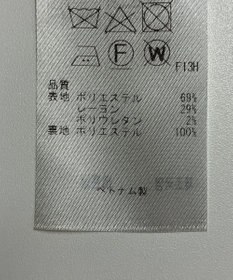 F13H
品質
表地 ポリエステル 69%
レーヨン 29%
ポリウレタン 2%
裏地 ポリエステル 100%
ベトナム製